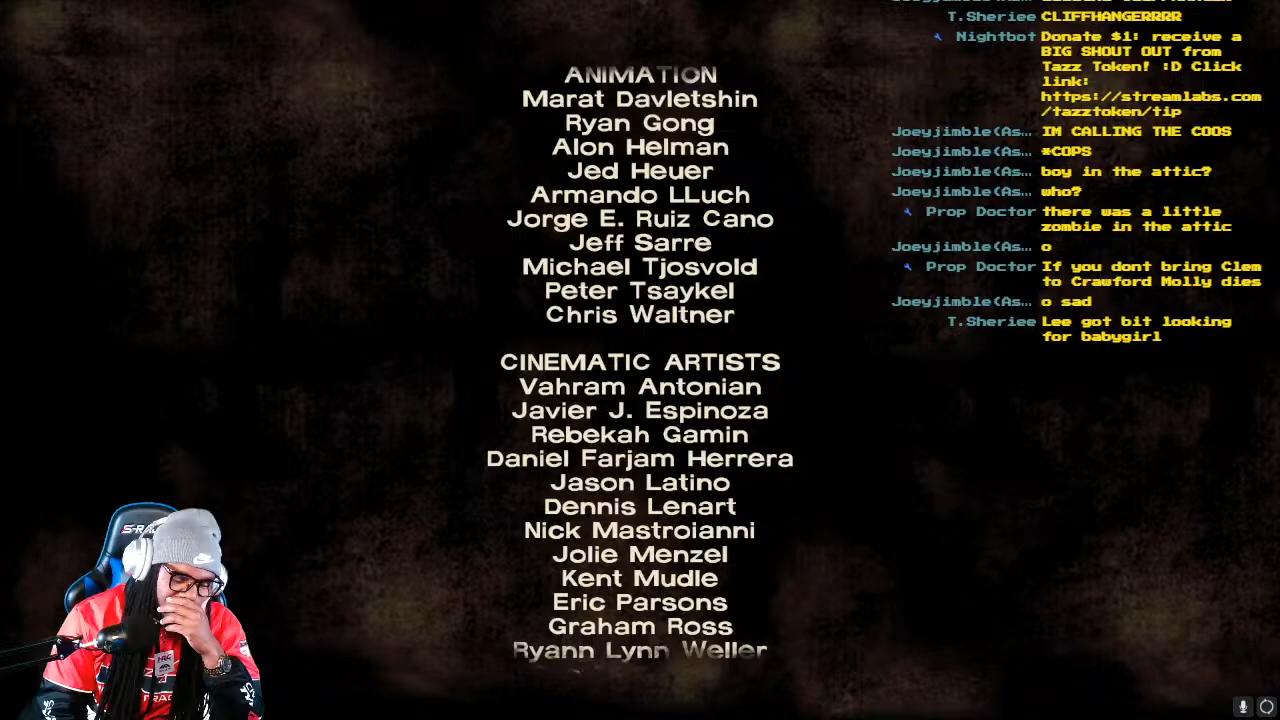 ANIMATION
Marat Davletshin
Ryan Gong
Alon Helman
Jed Heuer
Armando LLuch
Jorge E. Ruiz Cano
Jeff Sarre
Michael Tjosvold
Peter Tsaykel
Chris Waltner
CINEMATIC ARTISTS
Vahram Antonian
Javier J. Espinoza
Rebekah Gamin
Daniel Farjam Herrera
Jason Latino
Dennis Lenart
Nick Mastroianni
Jolie Menzel
Kent Mudle
Eric Parsons
Graham Ross
Ryann Lynn Weller
T.Sheriee CLIFFHANGERRRR
Nightbot Donate $1: receive a
BIG SHOUT OUT from
Tazz Token! :D Click
link:
https://streamlabs.com
/tazztoken/tip
Joeyjimble(As… IM CALLING THE COOS
Joeyjimble(As… *COPS
Joeyjimble(As… boy in the attic?
Joeyjimble(As… who?
Prop Doctor there was a little
zombie in the attic
Joeyjimble(As… o
Prop Doctor If you dont bring Clem
to Crawford Molly dies
Joeyjimble(As… o sad
T.Sheriee Lee got bit looking
for babygirl